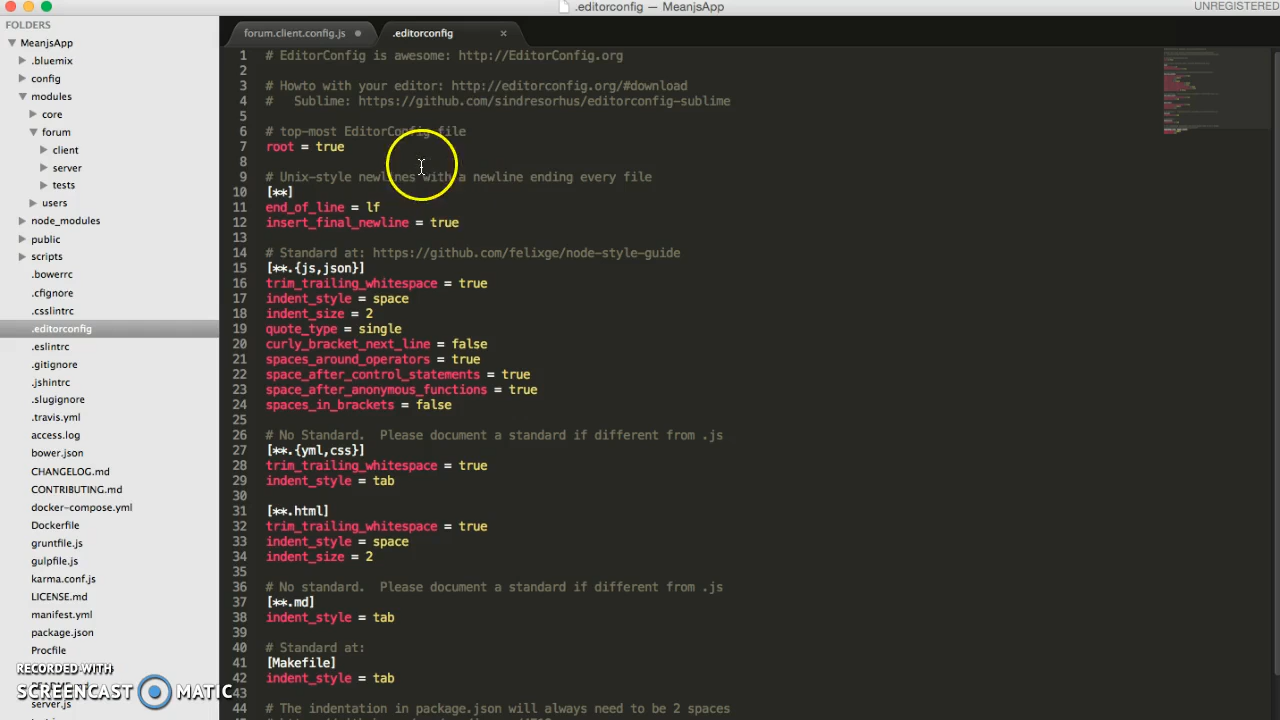 .editorconfig — MeanjsApp
UNREGISTERED
FOLDERS
MeanjsApp
.bluemix
config
modules
core
forum
client
server
tests
users
node_modules
public
scripts
.bowerrc
.cfignore
.csslintrc
.editorconfig
.eslintrc
.gitignore
.jshintrc
.slugignore
.travis.yml
access.log
bower.json
CHANGELOG.md
CONTRIBUTING.md
docker-compose.yml
Dockerfile
gruntfile.js
gulpfile.js
karma.conf.js
LICENSE.md
manifest.yml
package.json
Procfile
server.js
RECORDED WITH
SCREENCAST MATIC
forum.client.config.js
.editorconfig
1 # EditorConfig is awesome: http://EditorConfig.org
2
3 # Howto with your editor: http://editorconfig.org/#download
4 #   Sublime: https://github.com/sindresorhus/editorconfig-sublime
5
6 # top-most EditorConfig file
7 root = true
8
9 # Unix-style newlines with a newline ending every file
10 [**]
11 end_of_line = lf
12 insert_final_newline = true
13
14 # Standard at: https://github.com/felixge/node-style-guide
15 [**.{js,json}]
16 trim_trailing_whitespace = true
17 indent_style = space
18 indent_size = 2
19 quote_type = single
20 curly_bracket_next_line = false
21 spaces_around_operators = true
22 space_after_control_statements = true
23 space_after_anonymous_functions = true
24 spaces_in_brackets = false
25
26 # No Standard.  Please document a standard if different from .js
27 [**.{yml,css}]
28 trim_trailing_whitespace = true
29 indent_style = tab
30
31 [**.html]
32 trim_trailing_whitespace = true
33 indent_style = space
34 indent_size = 2
35
36 # No standard.  Please document a standard if different from .js
37 [**.md]
38 indent_style = tab
39
40 # Standard at:
41 [Makefile]
42 indent_style = tab
43
44 # The indentation in package.json will always need to be 2 spaces